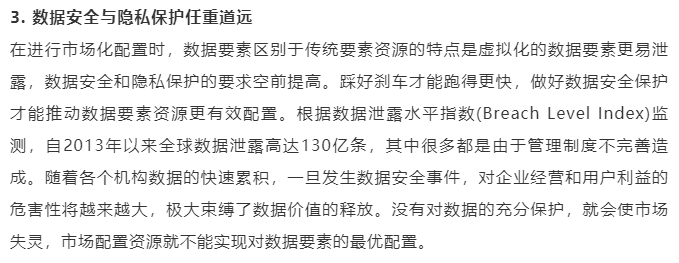 3. 数据安全与隐私保护任重道远
在进行市场化配置时，数据要素区别于传统要素资源的特点是虚拟化的数据要素更易泄
露，数据安全和隐私保护的要求空前提高。踩好刹车才能跑得更快，做好数据安全保护
才能推动数据要素资源更有效配置。根据数据泄露水平指数(Breach Level Index)监
测，自2013年以来全球数据泄露高达130亿条，其中很多都是由于管理制度不完善造
成。随着各个机构数据的快速累积，一旦发生数据安全事件，对企业经营和用户利益的
危害性将越来越大，极大束缚了数据价值的释放。没有对数据的充分保护，就会使市场
失灵，市场配置资源就不能实现对数据要素的最优配置。